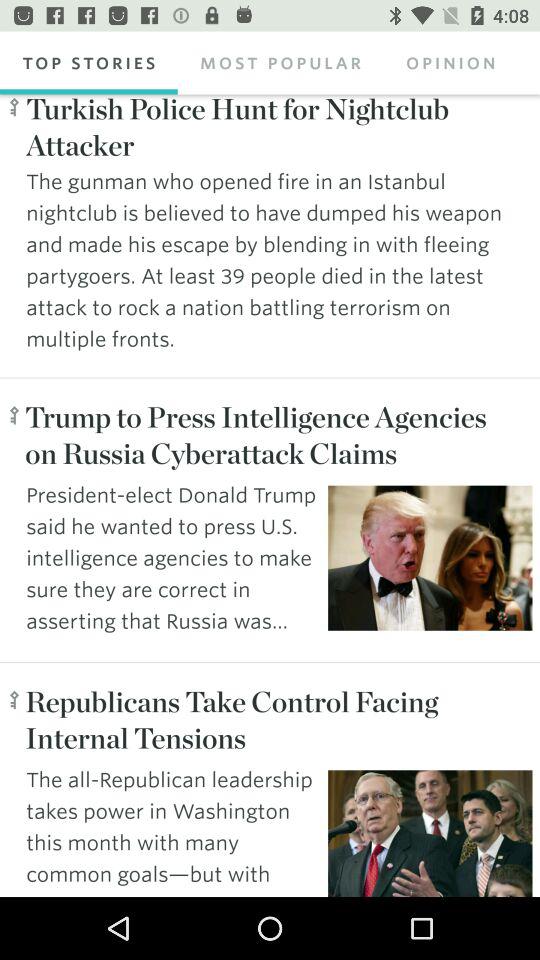 4:08
TOP STORIES MOST POPULAR OPINION
Turkish Police Hunt for Nightclub
Attacker
The gunman who opened fire in an Istanbul
nightclub is believed to have dumped his weapon
and made his escape by blending in with fleeing
partygoers. At least 39 people died in the latest
attack to rock a nation battling terrorism on
multiple fronts.
Trump to Press Intelligence Agencies
on Russia Cyberattack Claims
President-elect Donald Trump
said he wanted to press U.S.
intelligence agencies to make
sure they are correct in
asserting that Russia was...
Republicans Take Control Facing
Internal Tensions
The all-Republican leadership
takes power in Washington
this month with many
common goals—but with